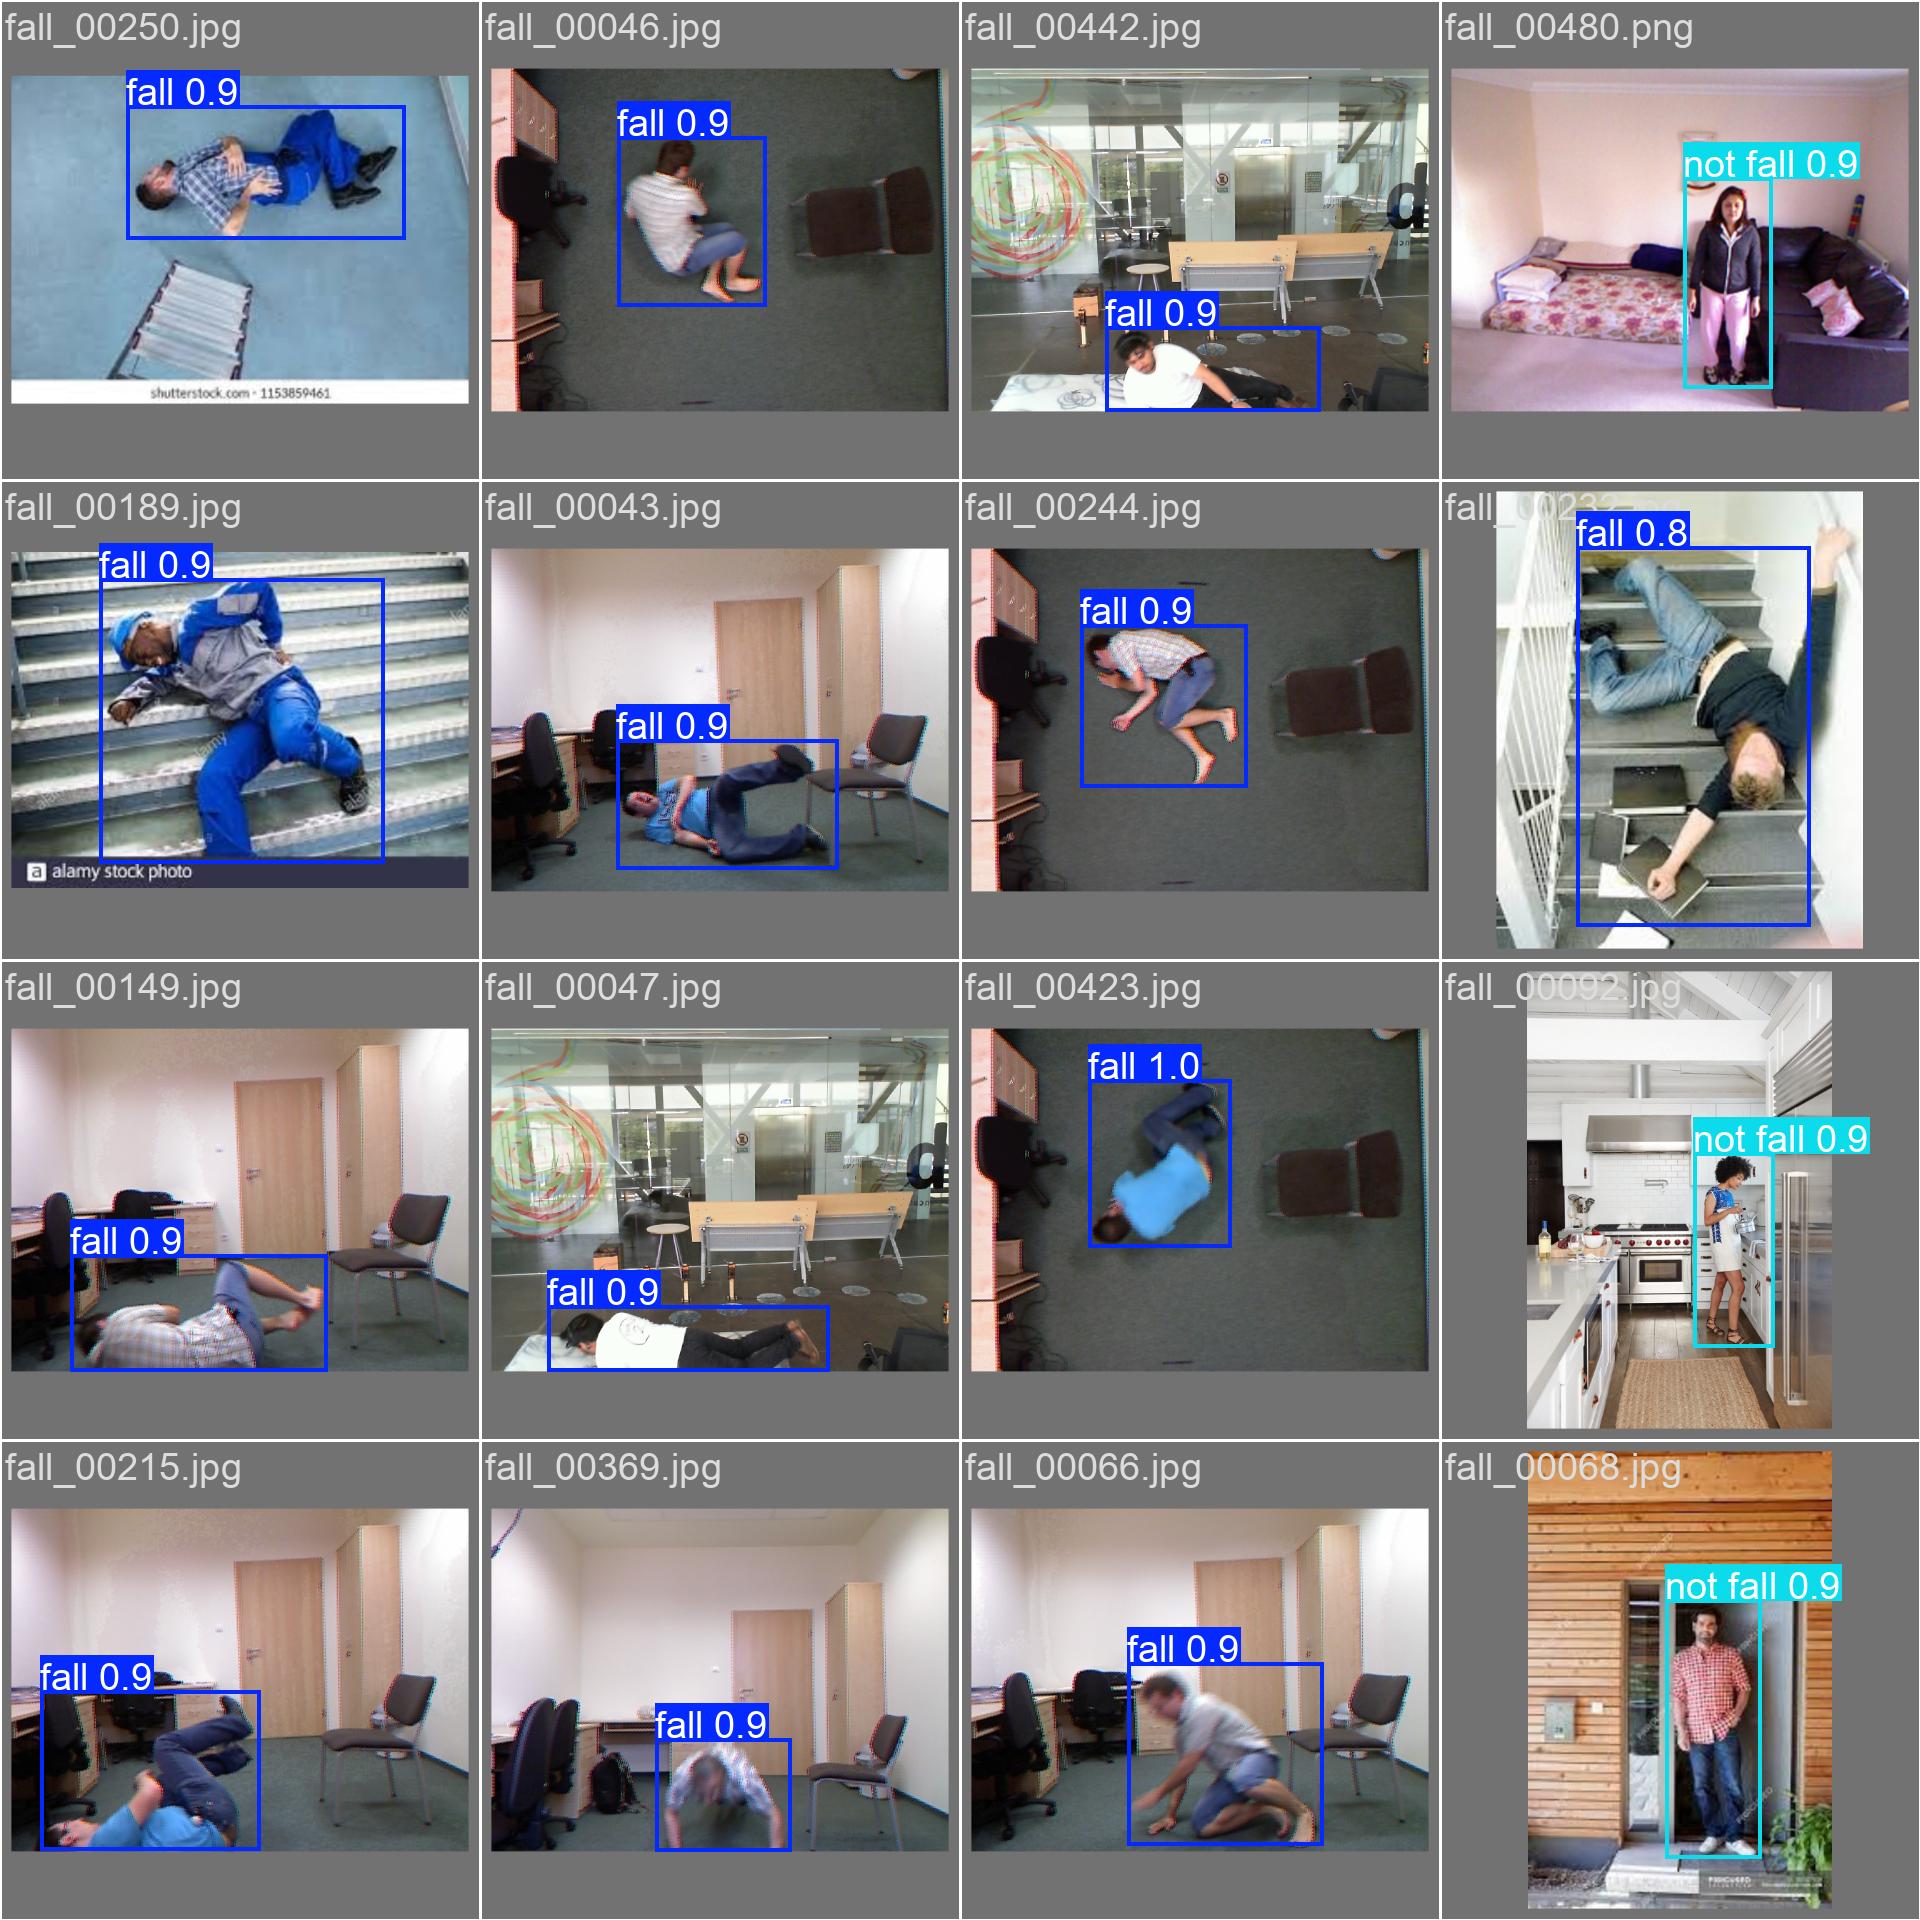 fall_00250.jpg
fall 0.9
shutterstock.com · 1153859461
fall_00046.jpg
fall 0.9
fall_00442.jpg
fall 0.9
d
fall_00480.png
not fall 0.9
fall_00189.jpg
fall 0.9
alamy
a alamy stock photo
fall_00043.jpg
fall 0.9
fall_00244.jpg
fall 0.9
fall_00232.jpg
fall 0.8
fall_00149.jpg
fall 0.9
fall_00047.jpg
fall 0.9
d
fall_00423.jpg
fall 1.0
fall_00092.jpg
not fall 0.9
fall_00215.jpg
fall 0.9
fall_00369.jpg
fall 0.9
fall_00066.jpg
fall 0.9
fall_00068.jpg
not fall 0.9